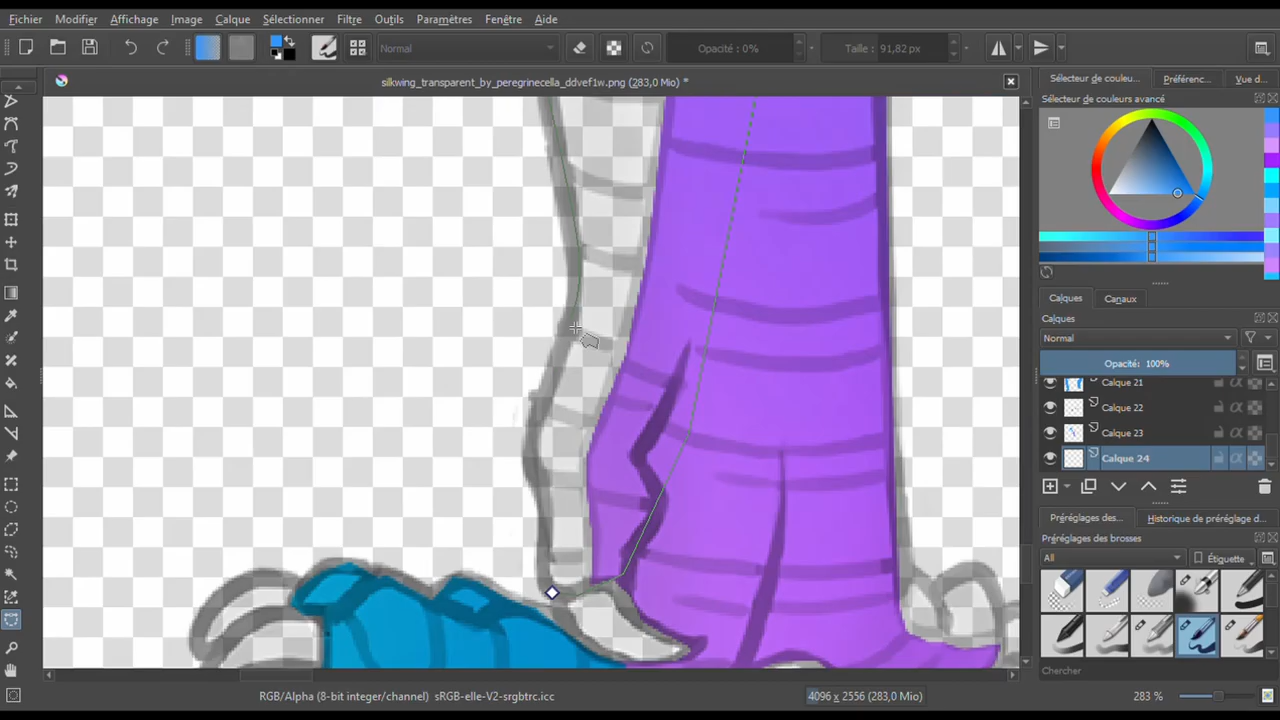 Fichier Modifier Affichage Image Calque Sélectionner Filtre Outils Paramètres Fenêtre Aide
Normal Opacité : 0% Taille : 91,82 px
silkwing_transparent_by_peregrinecella_ddvef1w.png (283,0 Mio) *
Sélecteur de couleu... Préférenc... Vue d...
Sélecteur de couleurs avancé
Calques Canaux
Calques
Normal
Opacité: 100%
Calque 21
Calque 22
Calque 23
Calque 24
Préréglages des... Historique de préréglage d...
Préréglages des brosses
All Étiquette
Chercher
RGB/Alpha (8-bit integer/channel) sRGB-elle-V2-srgbtrc.icc 4096 x 2556 (283,0 Mio) 283 %